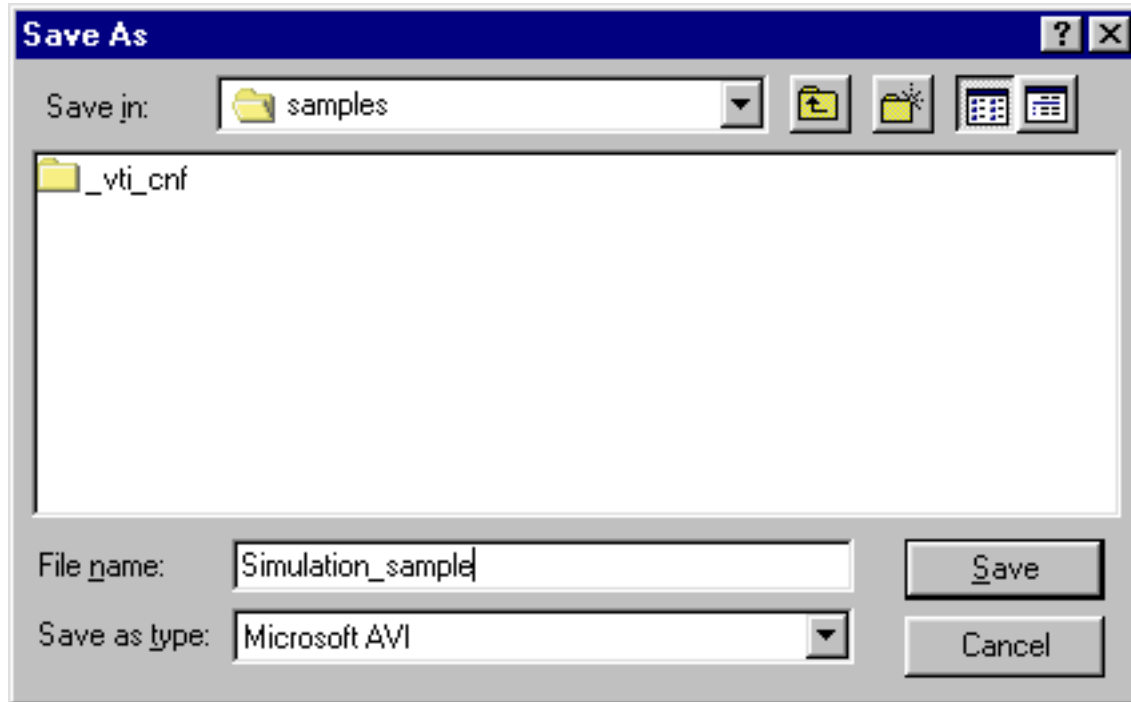 Save As
Save in: samples
_vti_cnf
File name: Simulation_sample Save
Save as type: Microsoft AVI Cancel